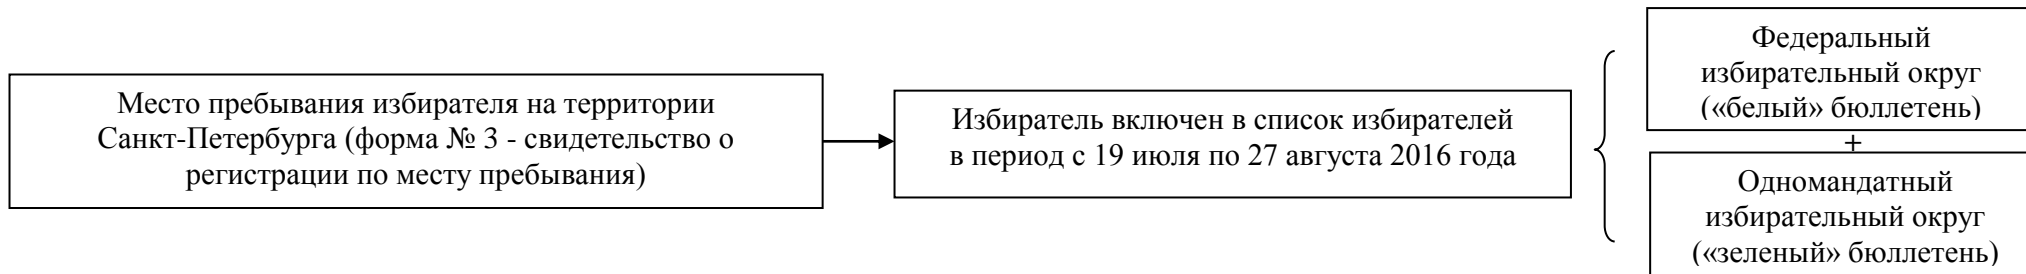 Место пребывания избирателя на территории
Санкт-Петербурга (форма № 3 - свидетельство о
регистрации по месту пребывания)
Избиратель включен в список избирателей
в период с 19 июля по 27 августа 2016 года
Федеральный
избирательный округ
(«белый» бюллетень)
+
Одномандатный
избирательный округ
(«зеленый» бюллетень)